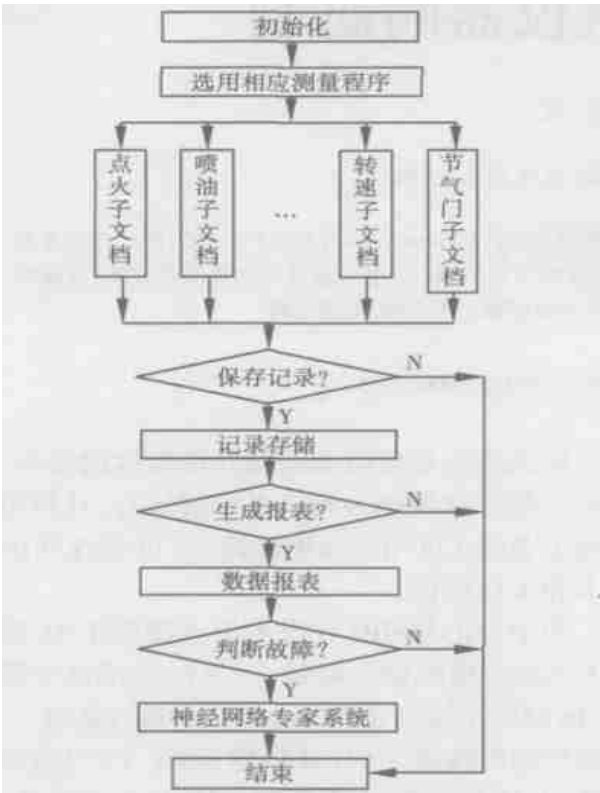 初始化
选用相应测量程序
点火子文档
喷油子文档
…
转速子文档
节气门子文档
保存记录?
N
Y
记录存储
生成报表?
N
Y
数据报表
判断故障?
N
Y
神经网络专家系统
结束